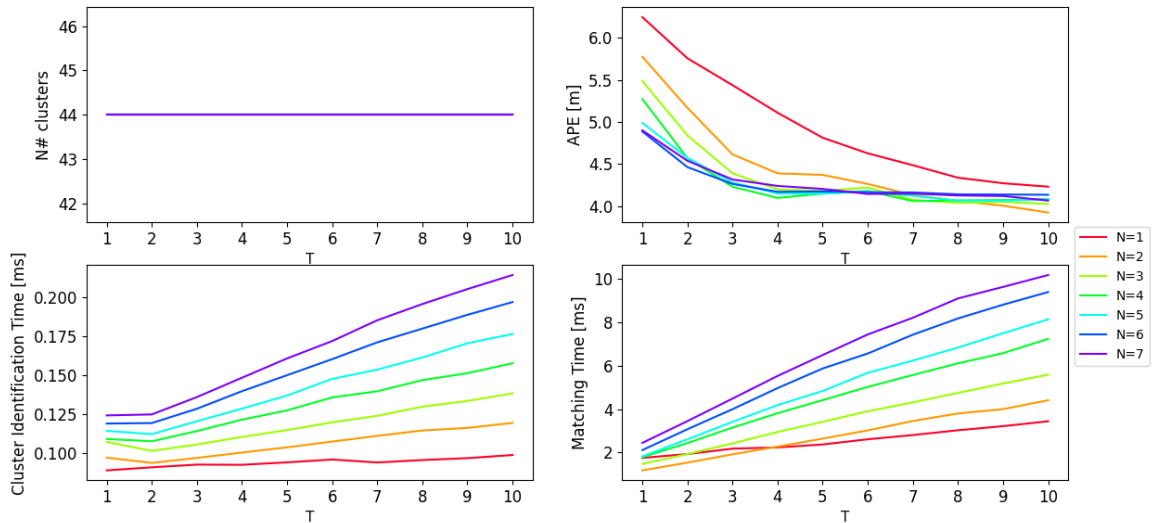 N# clusters
46
45
44
43
42
1 2 3 4 5 6 7 8 9 10
T
APE [m]
6.0
5.5
5.0
4.5
4.0
1 2 3 4 5 6 7 8 9 10
T
Cluster Identification Time [ms]
0.200
0.175
0.150
0.125
0.100
1 2 3 4 5 6 7 8 9 10
T
Matching Time [ms]
10
8
6
4
2
1 2 3 4 5 6 7 8 9 10
T
N=1
N=2
N=3
N=4
N=5
N=6
N=7